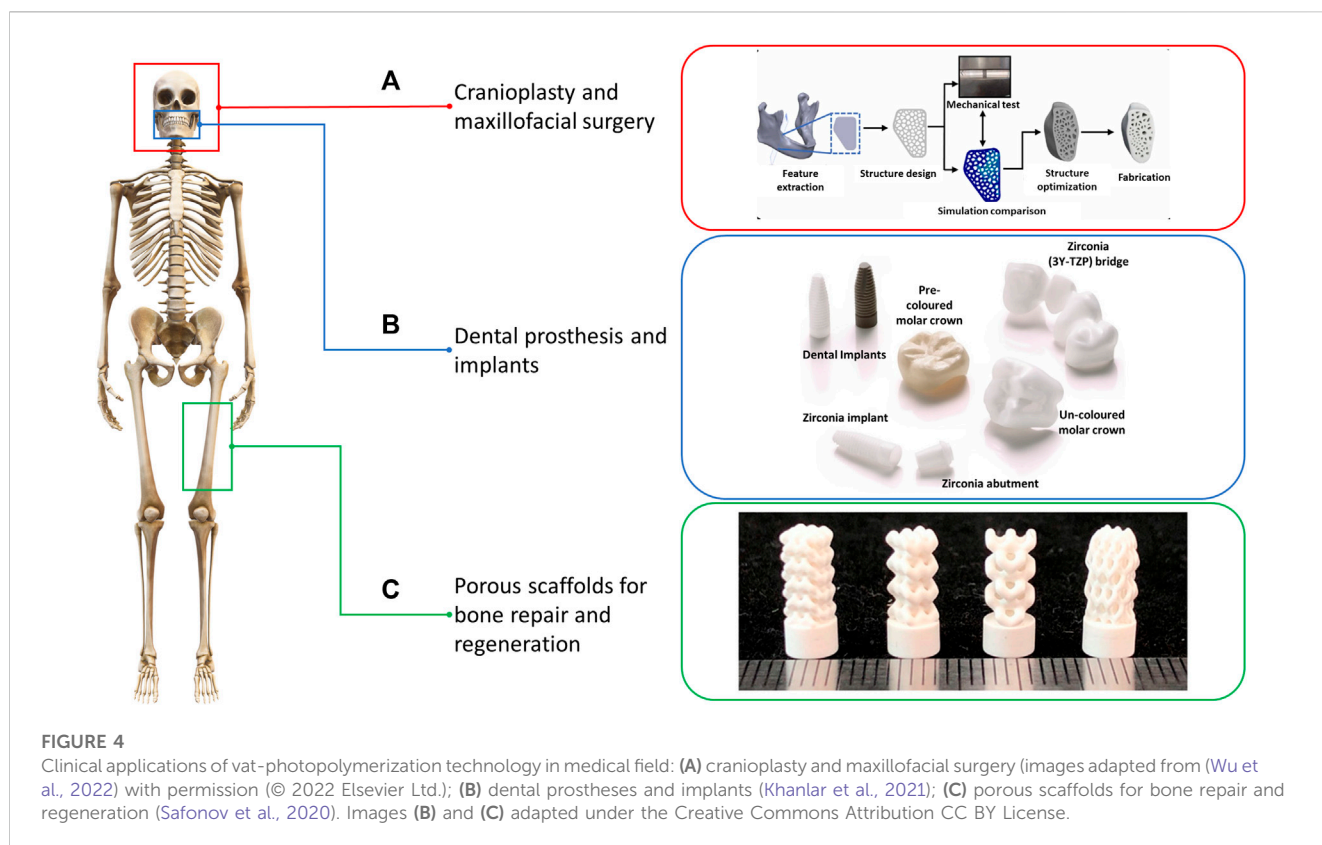 A
Cranioplasty and
maxillofacial surgery
Mechanical test
Feature
extraction
Structure design
Structure
optimization
Fabrication
Simulation comparison
B
Dental prosthesis and
implants
Zirconia
(3Y-TZP) bridge
Pre-
coloured
molar crown
Dental Implants
Zirconia implant
Un-coloured
molar crown
Zirconia abutment
C
Porous scaffolds for
bone repair and
regeneration
FIGURE 4
Clinical applications of vat-photopolymerization technology in medical field: (A) cranioplasty and maxillofacial surgery (images adapted from (Wu et
al., 2022) with permission (© 2022 Elsevier Ltd.); (B) dental prostheses and implants (Khanlar et al., 2021); (C) porous scaffolds for bone repair and
regeneration (Safonov et al., 2020). Images (B) and (C) adapted under the Creative Commons Attribution CC BY License.